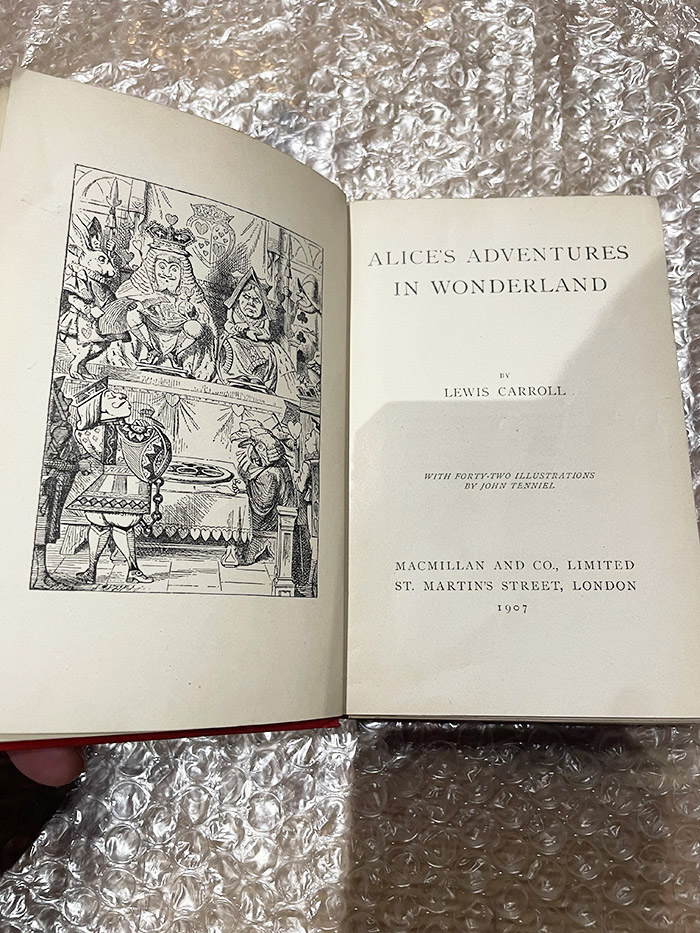 ALICE'S ADVENTURES
IN WONDERLAND
BY
LEWIS CARROLL
WITH FORTY-TWO ILLUSTRATIONS
BY JOHN TENNIEL
MACMILLAN AND CO., LIMITED
ST. MARTIN'S STREET, LONDON
1907